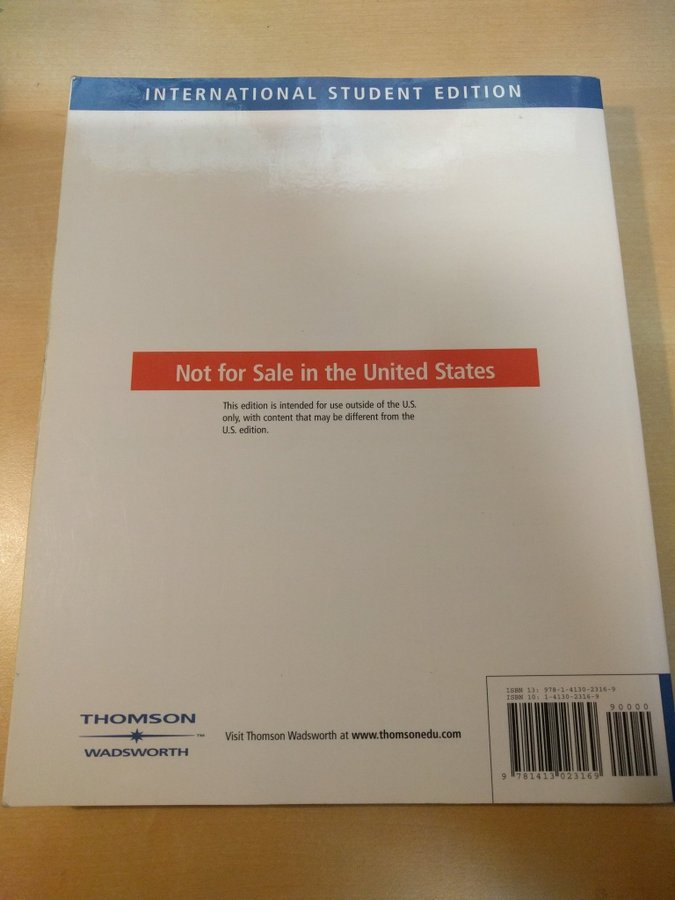 INTERNATIONAL STUDENT EDITION
Not for Sale in the United States
This edition is intended for use outside of the U.S.
only, with content that may be different from the
U.S. edition.
THOMSON
WADSWORTH
™
Visit Thomson Wadsworth at www.thomsonedu.com
ISBN 13: 978-1-4130-2316-9
ISBN 10: 1-4130-2316-9
90000
9 781413 023169